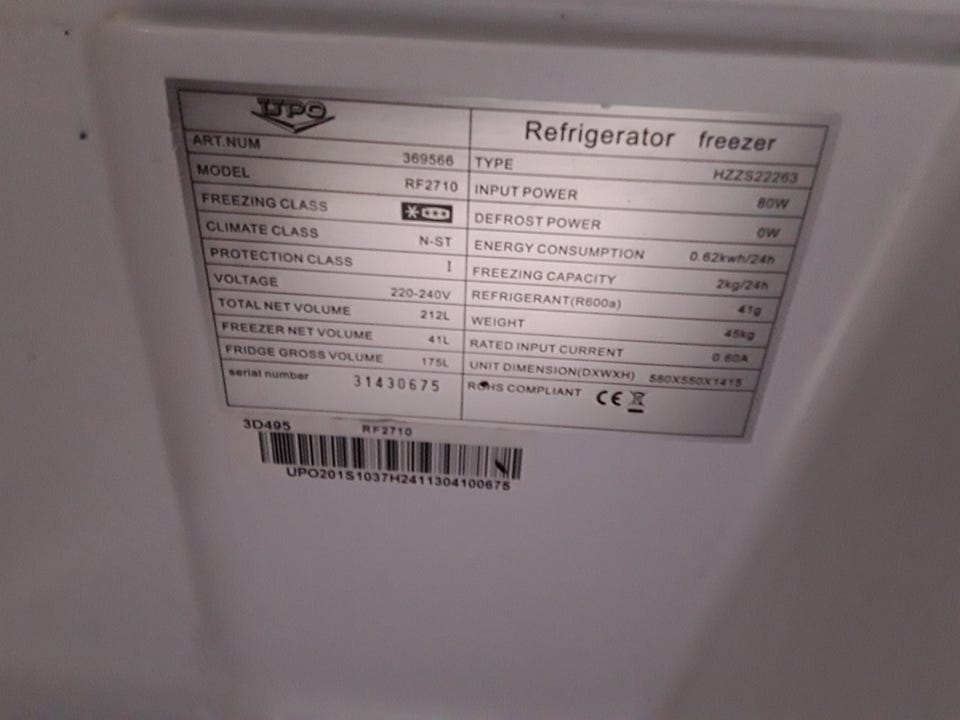 UPO
Refrigerator freezer
ART.NUM 369566
TYPE HZZS22263
MODEL RF2710
INPUT POWER 80W
FREEZING CLASS
DEFROST POWER 0W
CLIMATE CLASS N-ST
ENERGY CONSUMPTION 0.62kwh/24h
PROTECTION CLASS I
FREEZING CAPACITY 2kg/24h
VOLTAGE 220-240V
REFRIGERANT(R600a) 41g
TOTAL NET VOLUME 212L
WEIGHT 45kg
FREEZER NET VOLUME 41L
RATED INPUT CURRENT 0.60A
FRIDGE GROSS VOLUME 175L
UNIT DIMENSION(DXWXH) 580X550X1415
serial number 31430675
ROHS COMPLIANT CE
3D495 RF2710
UPO201S1037H2411304100675